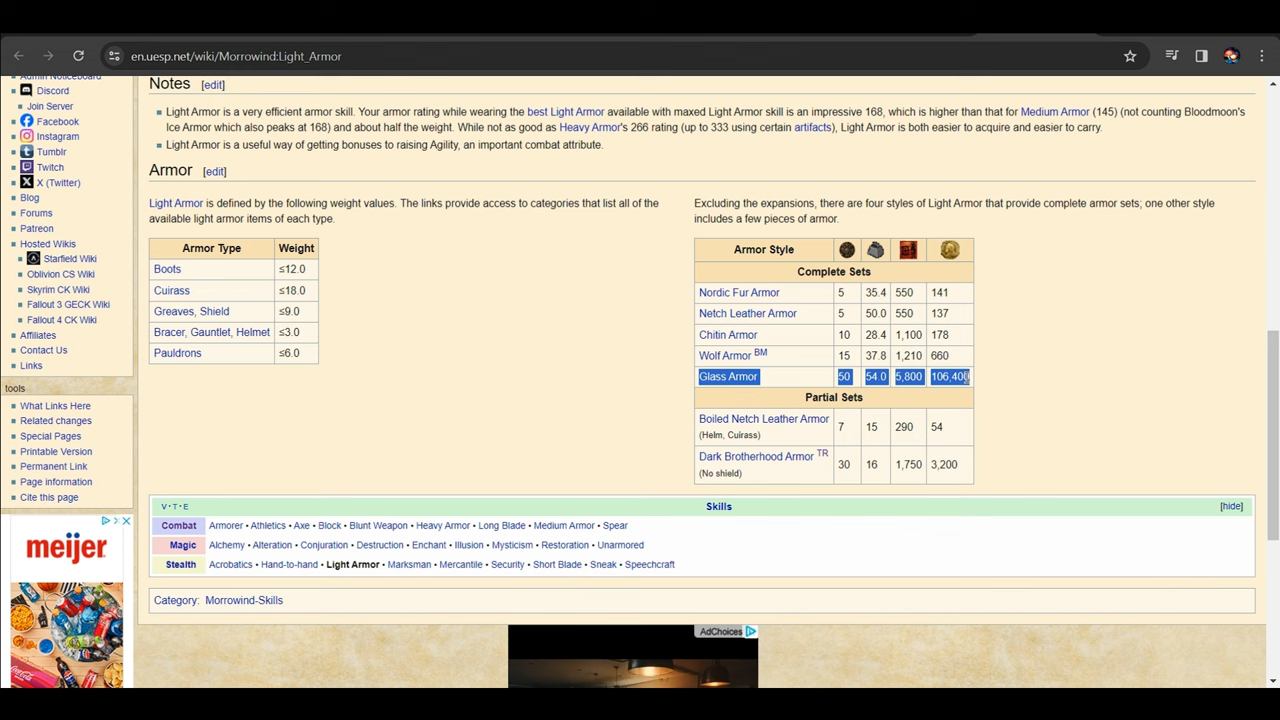 en.uesp.net/wiki/Morrowind:Light_Armor
Admin Noticeboard
Discord
Join Server
Facebook
Instagram
Tumblr
Twitch
X (Twitter)
Blog
Forums
Patreon
Hosted Wikis
Starfield Wiki
Oblivion CS Wiki
Skyrim CK Wiki
Fallout 3 GECK Wiki
Fallout 4 CK Wiki
Affiliates
Contact Us
Links
tools
What Links Here
Related changes
Special Pages
Printable Version
Permanent Link
Page information
Cite this page
meijer
Notes [edit]
Light Armor is a very efficient armor skill. Your armor rating while wearing the best Light Armor available with maxed Light Armor skill is an impressive 168, which is higher than that for Medium Armor (145) (not counting Bloodmoon's
Ice Armor which also peaks at 168) and about half the weight. While not as good as Heavy Armor's 266 rating (up to 333 using certain artifacts), Light Armor is both easier to acquire and easier to carry.
Light Armor is a useful way of getting bonuses to raising Agility, an important combat attribute.
Armor [edit]
Light Armor is defined by the following weight values. The links provide access to categories that list all of the
available light armor items of each type.
Armor Type Weight
Boots ≤12.0
Cuirass ≤18.0
Greaves, Shield ≤9.0
Bracer, Gauntlet, Helmet ≤3.0
Pauldrons ≤6.0
Excluding the expansions, there are four styles of Light Armor that provide complete armor sets; one other style
includes a few pieces of armor.
Armor Style
Complete Sets
Nordic Fur Armor 5 35.4 550 141
Netch Leather Armor 5 50.0 550 137
Chitin Armor 10 28.4 1,100 178
Wolf Armor BM 15 37.8 1,210 660
Glass Armor 50 54.0 5,800 106,400
Partial Sets
Boiled Netch Leather Armor
(Helm, Cuirass) 7 15 290 54
Dark Brotherhood Armor TR
(No shield) 30 16 1,750 3,200
V • T • E Skills [hide]
Combat Armorer • Athletics • Axe • Block • Blunt Weapon • Heavy Armor • Long Blade • Medium Armor • Spear
Magic Alchemy • Alteration • Conjuration • Destruction • Enchant • Illusion • Mysticism • Restoration • Unarmored
Stealth Acrobatics • Hand-to-hand • Light Armor • Marksman • Mercantile • Security • Short Blade • Sneak • Speechcraft
Category: Morrowind-Skills
AdChoices